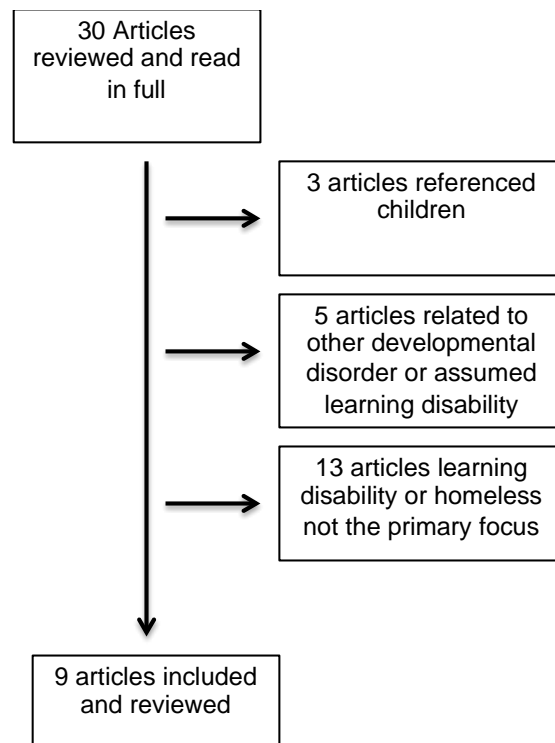 30 Articles
reviewed and read
in full
3 articles referenced
children
5 articles related to
other developmental
disorder or assumed
learning disability
13 articles learning
disability or homeless
not the primary focus
9 articles included
and reviewed